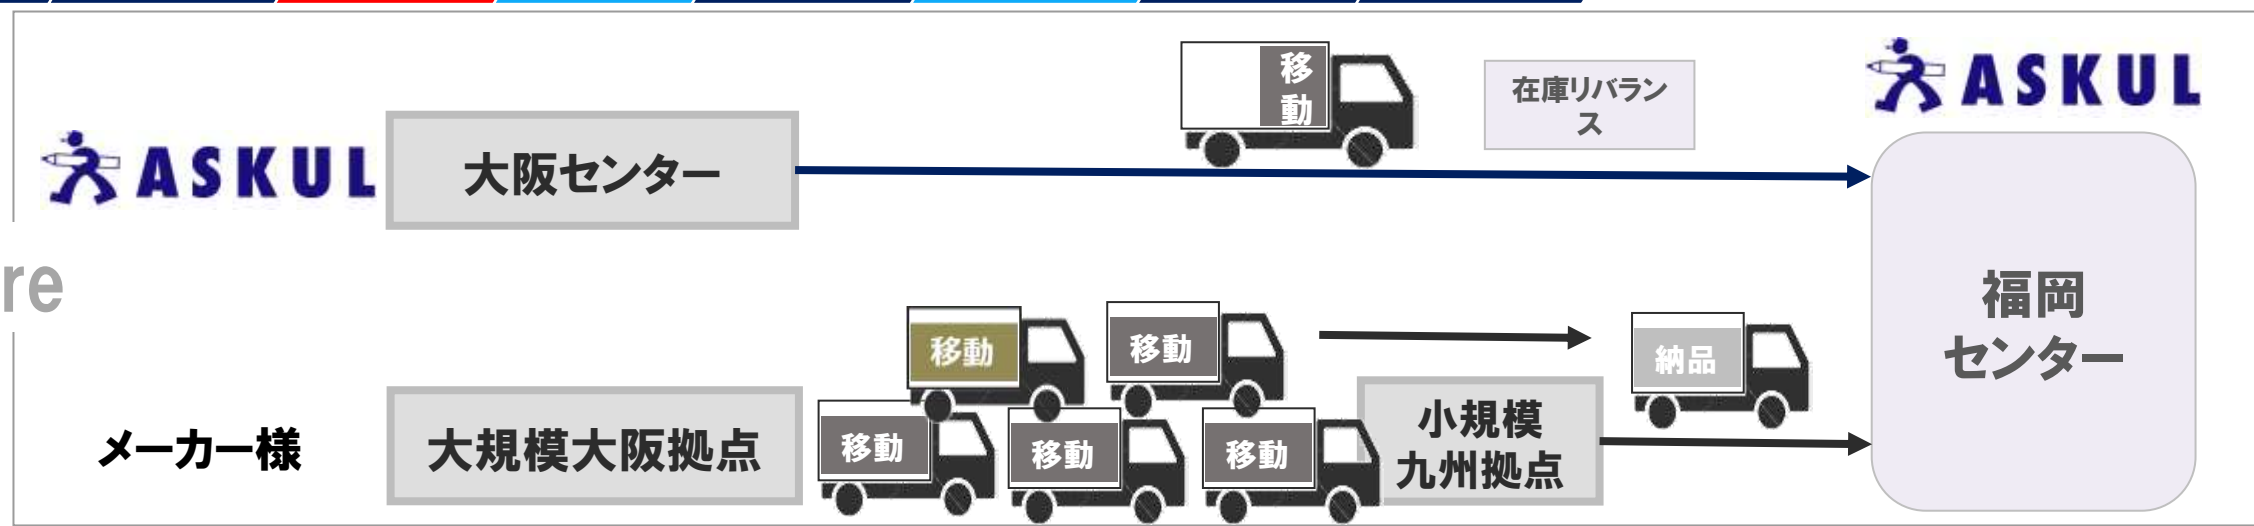 移
動
在庫リバラン
ス
ASKUL
ASKUL
大阪センター
re
福岡
センター
移動
移動
納品
メーカー様
大規模大阪拠点
移動
移動
移動
小規模
九州拠点